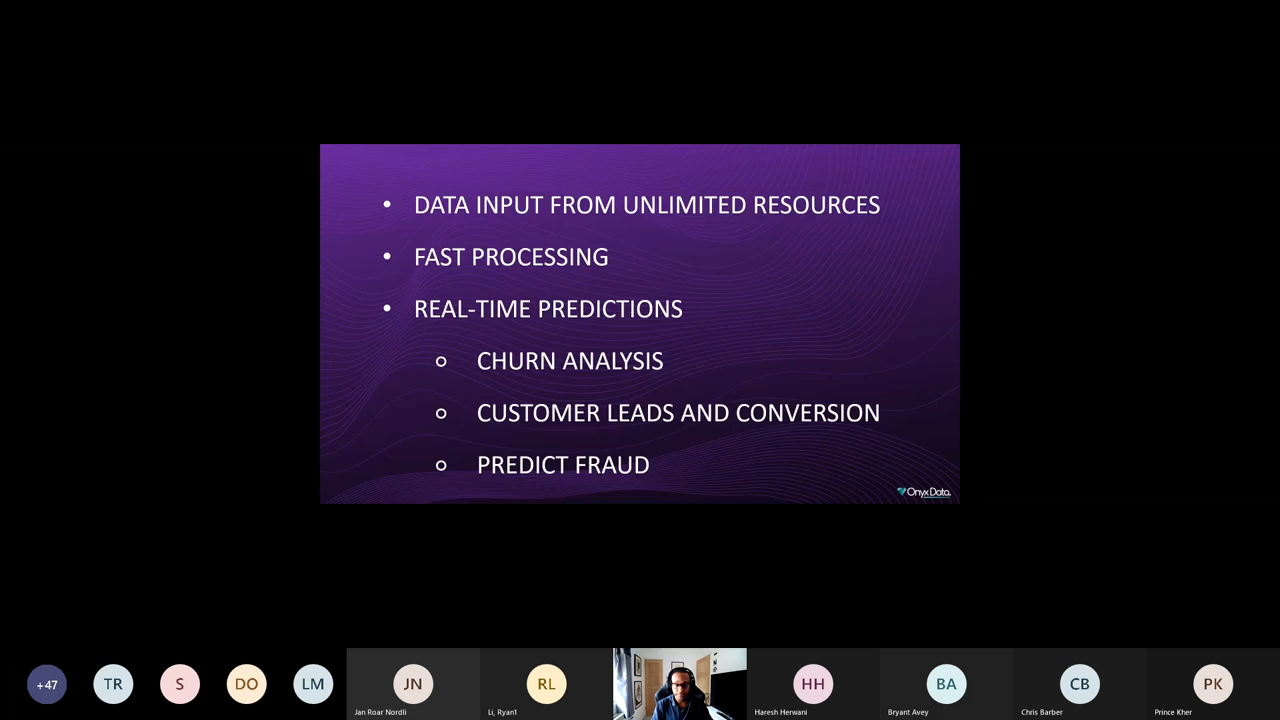 • DATA INPUT FROM UNLIMITED RESOURCES
• FAST PROCESSING
• REAL-TIME PREDICTIONS
○ CHURN ANALYSIS
○ CUSTOMER LEADS AND CONVERSION
○ PREDICT FRAUD
OnyxData.
+47
TR
S
DO
LM
JN
RL
HH
BA
CB
PK
Jan Roar Nordli
Li, Ryan1
Haresh Herwani
Bryant Avey
Chris Barber
Prince Kher